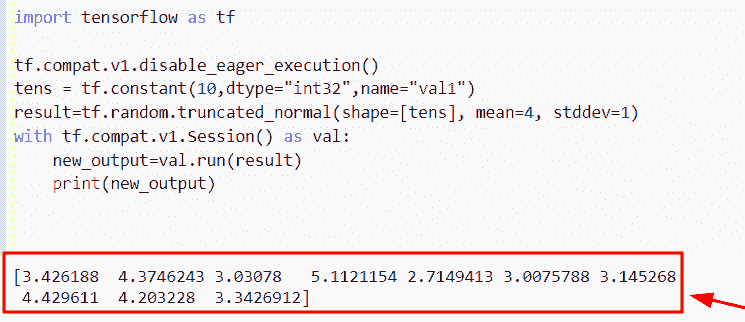 import tensorflow as tf
tf.compat.v1.disable_eager_execution()
tens = tf.constant(10,dtype="int32",name="val1")
result=tf.random.truncated_normal(shape=[tens], mean=4, stddev=1)
with tf.compat.v1.Session() as val:
    new_output=val.run(result)
    print(new_output)
[3.426188  4.3746243 3.03078   5.1121154 2.7149413 3.0075788 3.145268
 4.429611  4.203228  3.3426912]